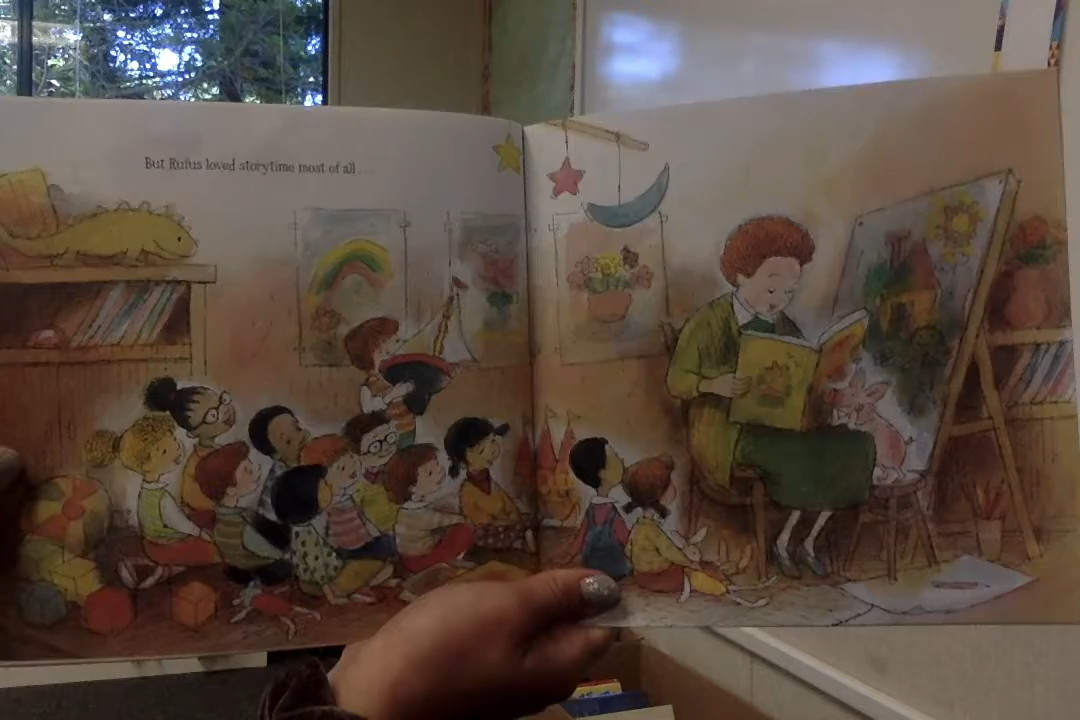 But Rufus loved storytime most of all . . .